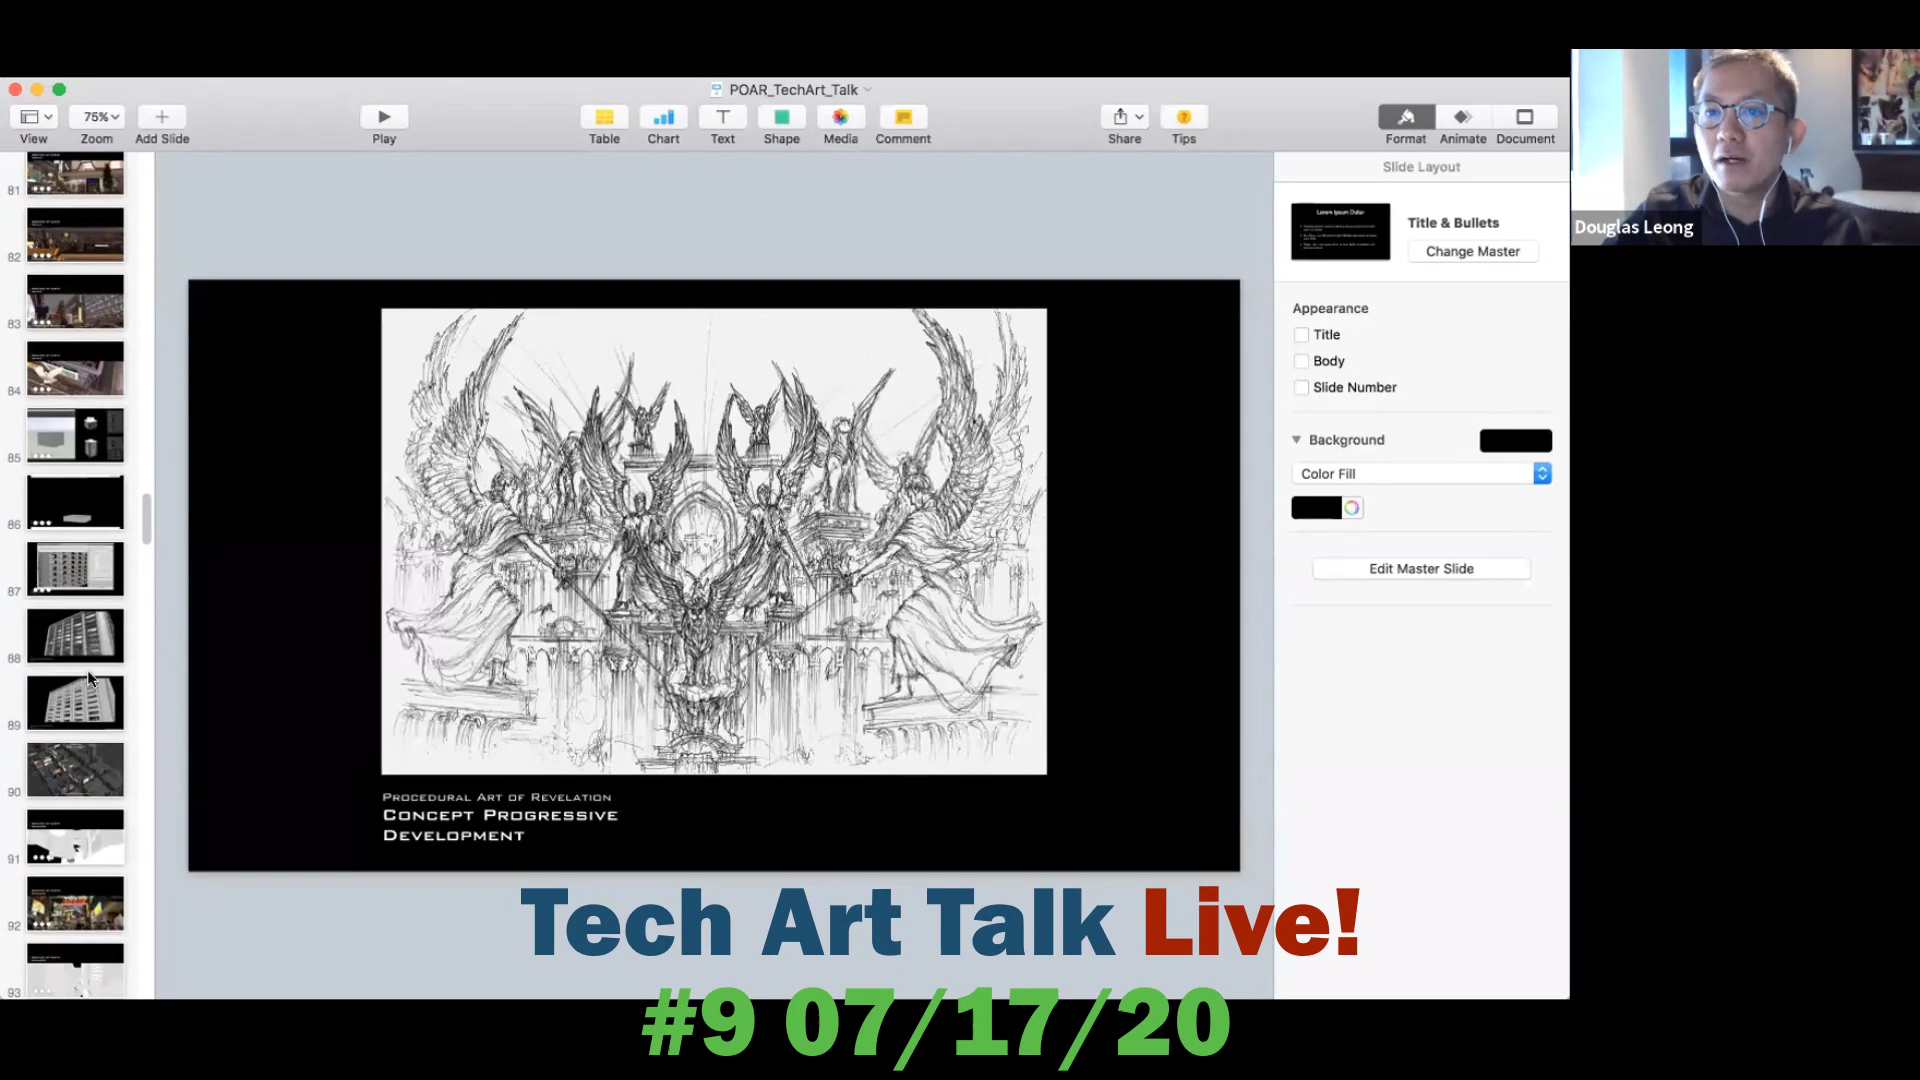 POAR_TechArt_Talk
75%
View
Zoom
Add Slide
Play
Table
Chart
Text
Shape
Media
Comment
Share
Tips
Format
Animate
Document
Slide Layout
Title & Bullets
Change Master
Lorem Ipsum Dolor
Appearance
Title
Body
Slide Number
Background
Color Fill
Edit Master Slide
81
82
83
84
85
86
87
88
89
90
91
92
93
Procedural Art of Revelation
Concept Progressive
Development
Douglas Leong
Tech Art Talk Live!
#9 07/17/20